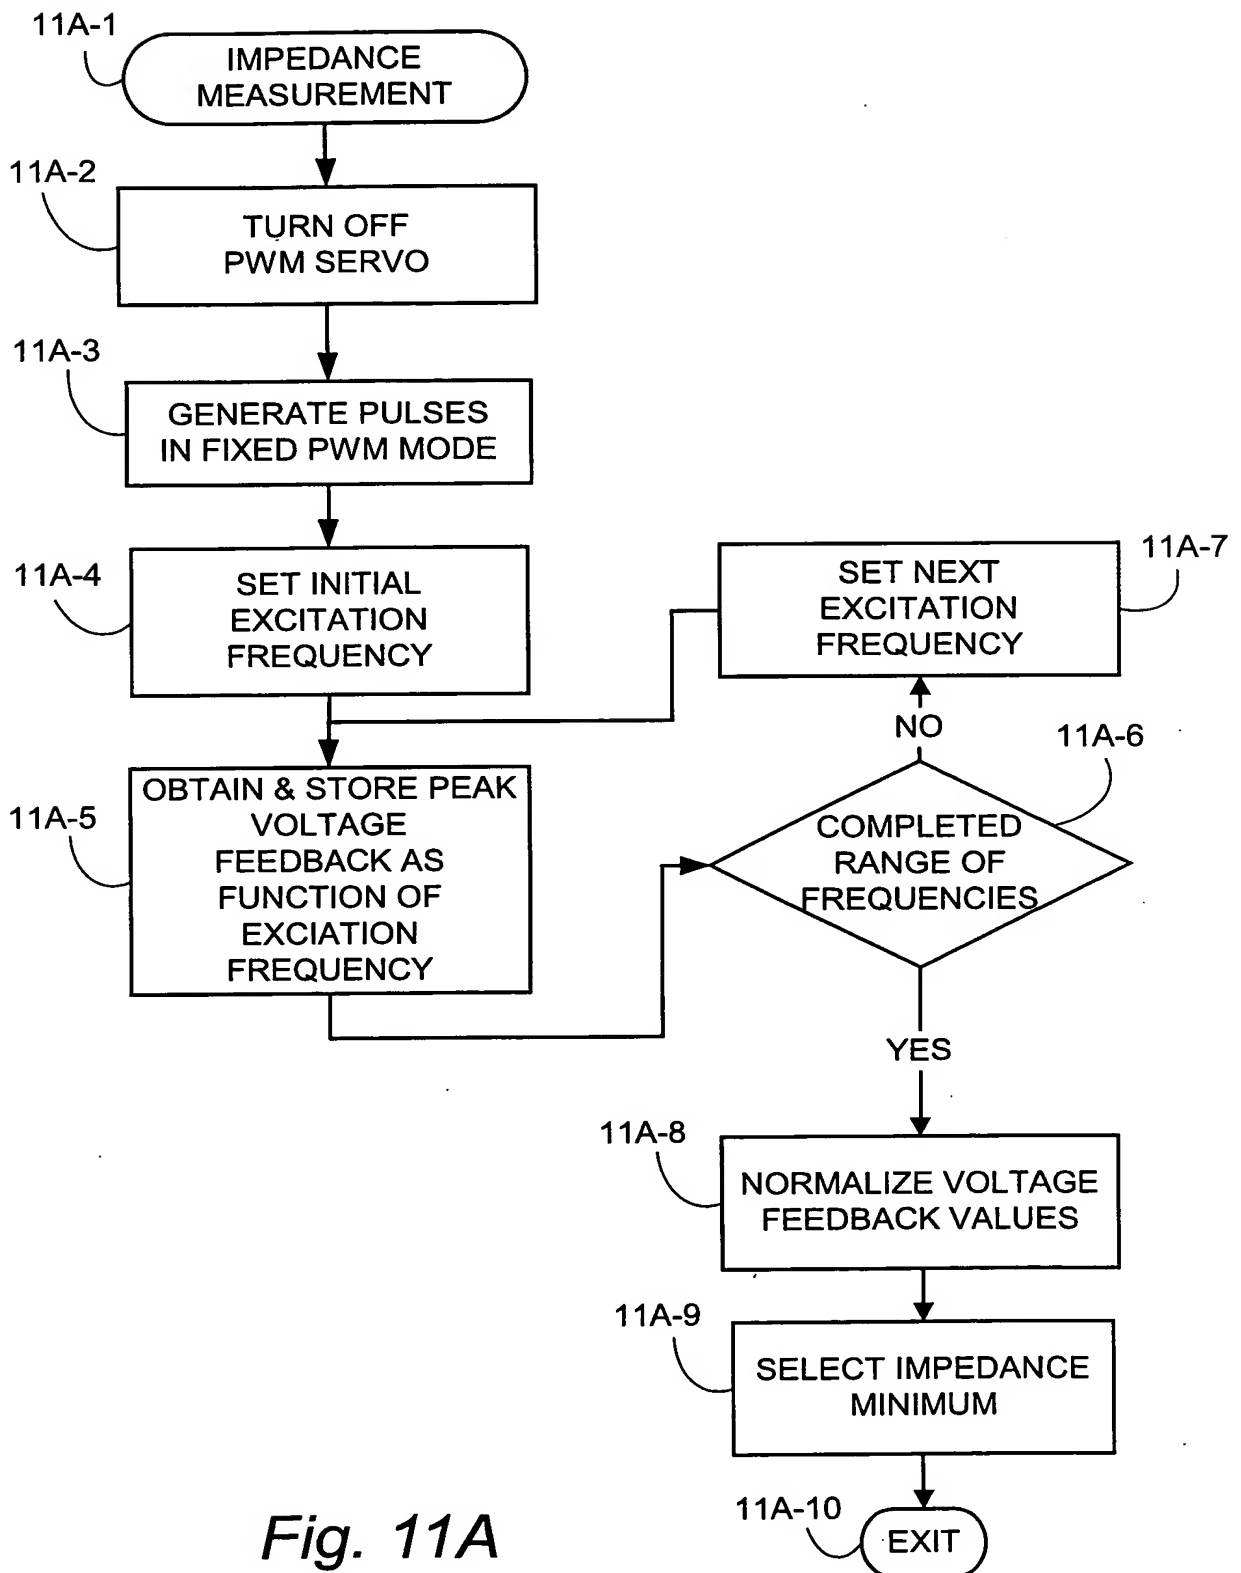 11A-1
IMPEDANCE
MEASUREMENT
11A-2
TURN OFF
PWM SERVO
11A-3
GENERATE PULSES
IN FIXED PWM MODE
11A-4
SET INITIAL
EXCITATION
FREQUENCY
11A-7
SET NEXT
EXCITATION
FREQUENCY
NO
11A-6
11A-5
OBTAIN & STORE PEAK
VOLTAGE
FEEDBACK AS
FUNCTION OF
EXCIATION
FREQUENCY
COMPLETED
RANGE OF
FREQUENCIES
YES
11A-8
NORMALIZE VOLTAGE
FEEDBACK VALUES
11A-9
SELECT IMPEDANCE
MINIMUM
11A-10
EXIT
Fig. 11A